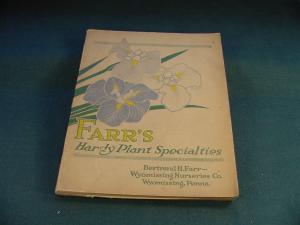 FARR'S
Hardy Plant Specialties
Bertrand H. Farr—
Wyomissing Nurseries Co.
Wyomissing, Penna.